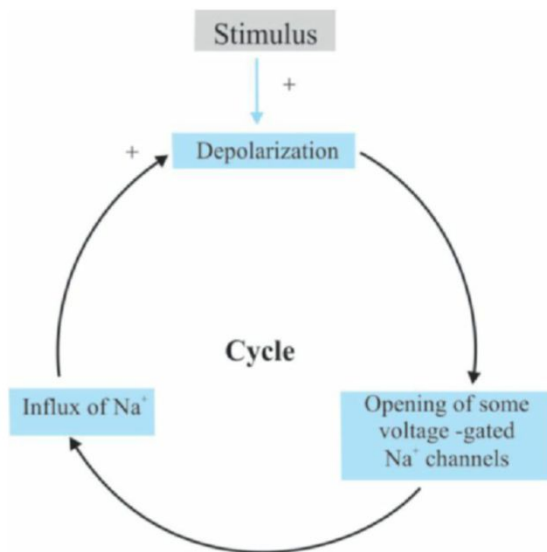 Stimulus
+
+
Depolarization
Cycle
Influx of Na⁺
Opening of some
voltage -gated
Na⁺ channels